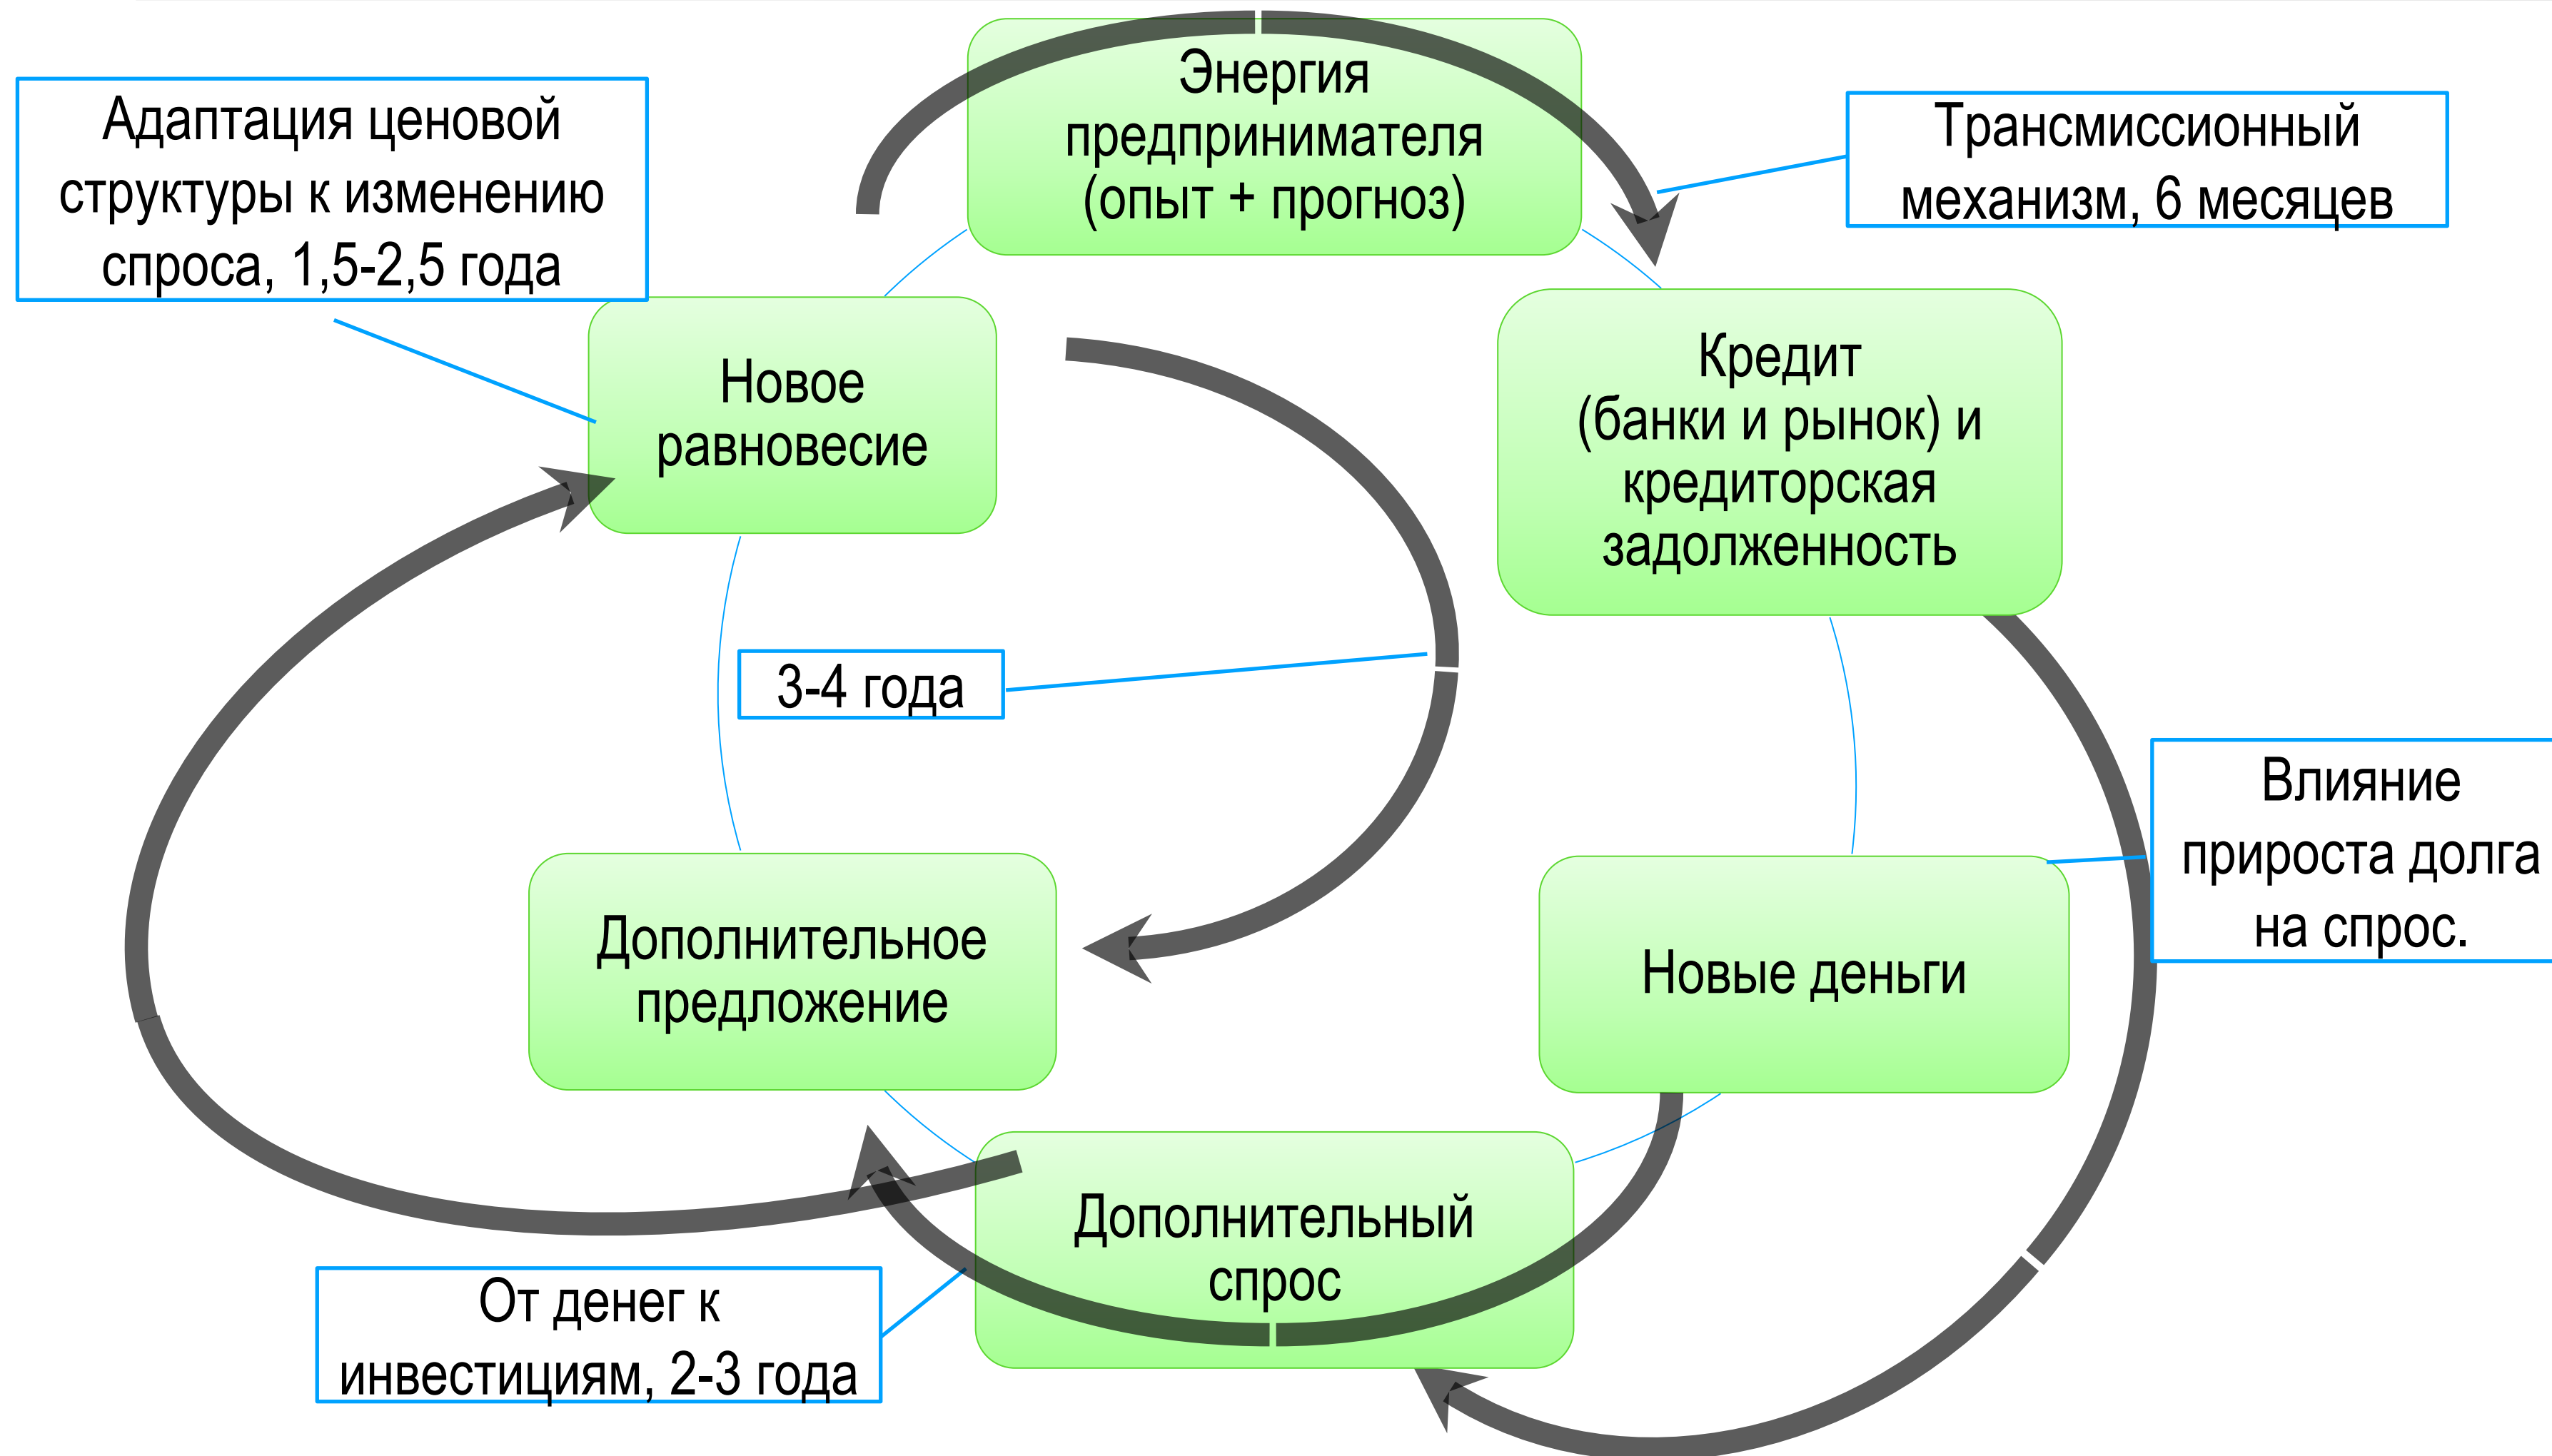 Энергия
предпринимателя
(опыт + прогноз)
Адаптация ценовой
структуры к изменению
спроса, 1,5-2,5 года
Трансмиссионный
механизм, 6 месяцев
Новое
равновесие
Кредит
(банки и рынок) и
кредиторская
задолженность
3-4 года
Влияние
прироста долга
на спрос.
Дополнительное
предложение
Новые деньги
Дополнительный
спрос
От денег к
инвестициям, 2-3 года